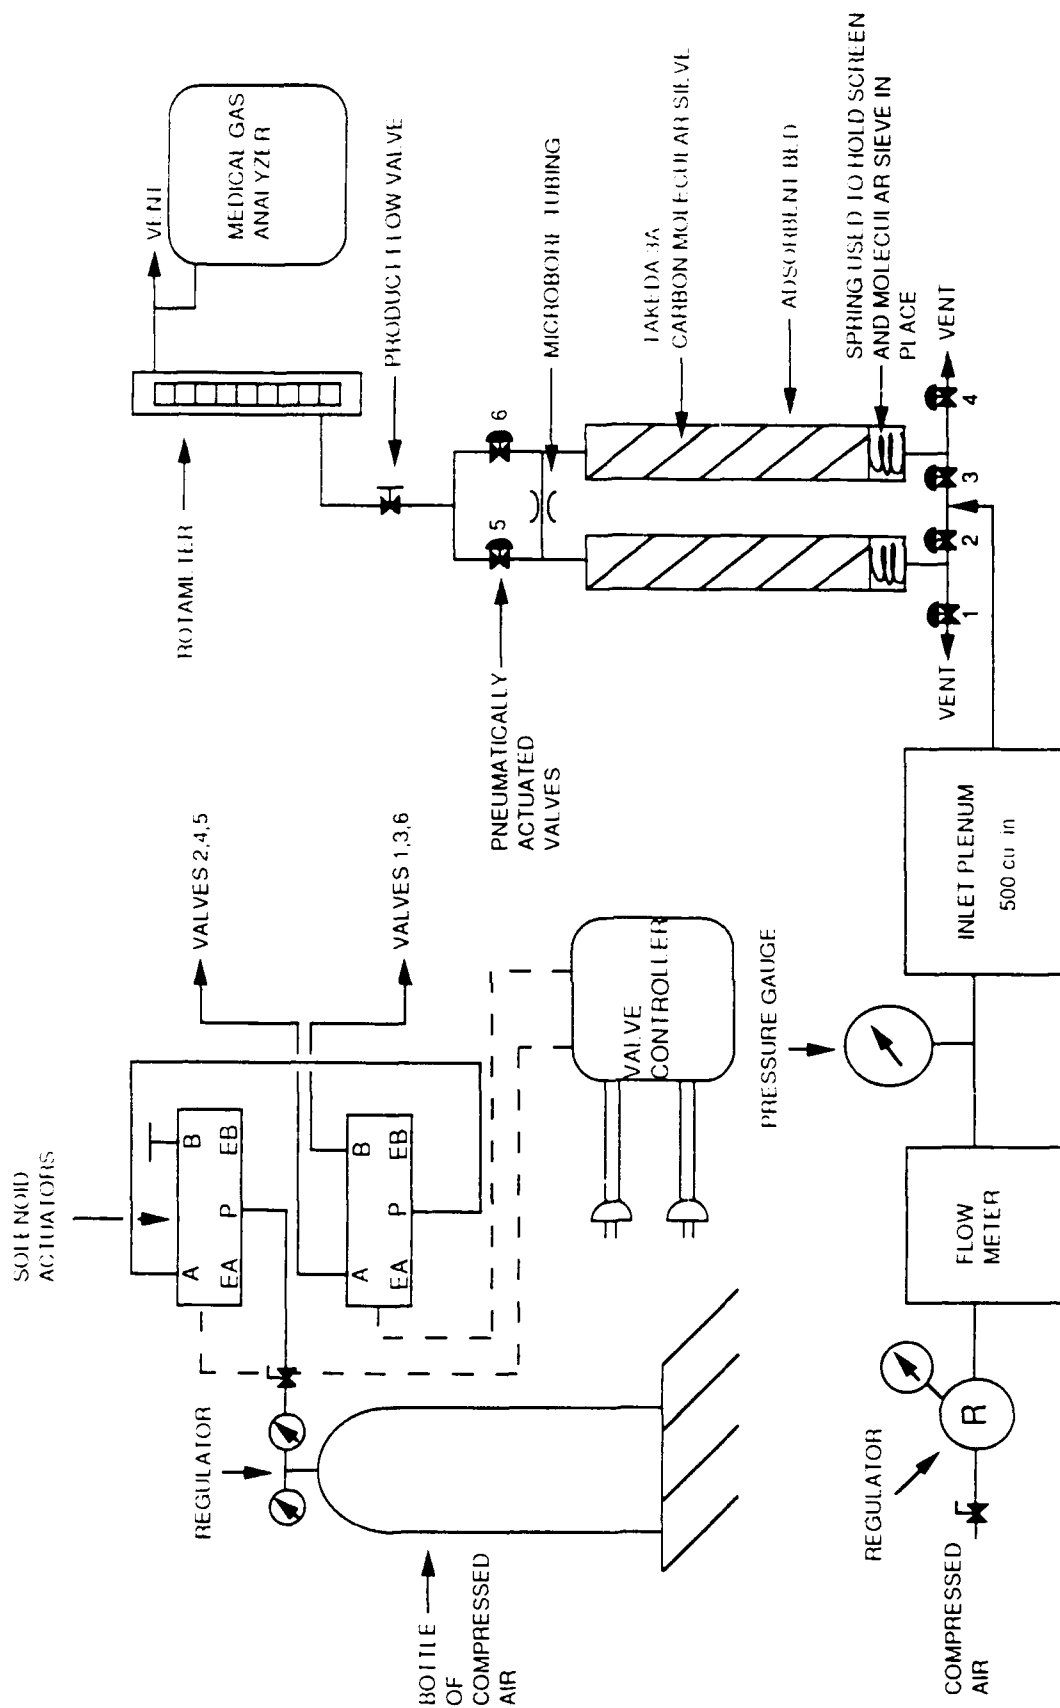 SOLENOID
ACTUATORS
A
B
EA
P
EB
A
B
EA
P
EB
VALVES 2,4,5
VALVES 1,3,6
REGULATOR
BOTTLE
OF
COMPRESSED
AIR
VALVE
CONTROLLER
ROTAMETER
VENT
MEDICAL GAS
ANALYZER
PRODUCT FLOW VALVE
PNEUMATICALLY
ACTUATED
VALVES
5
6
MICROBORE TUBING
TAKEDA 3A
CARBON MOLECULAR SIEVE
ADSORBENT BED
SPRING USED TO HOLD SCREEN
AND MOLECULAR SIEVE IN
PLACE
VENT
1
2
3
4
VENT
PRESSURE GAUGE
REGULATOR
R
COMPRESSED
AIR
FLOW
METER
INLET PLENUM
500 cu in